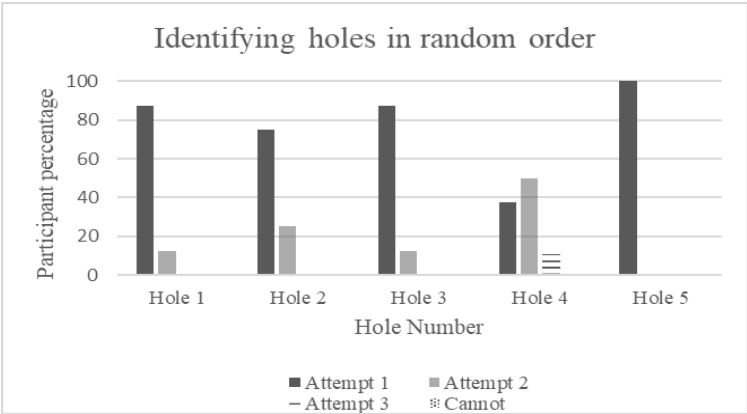 Identifying holes in random order
Participant percentage
100
80
60
40
20
0
Hole 1 Hole 2 Hole 3 Hole 4 Hole 5
Hole Number
Attempt 1 Attempt 2
Attempt 3 Cannot